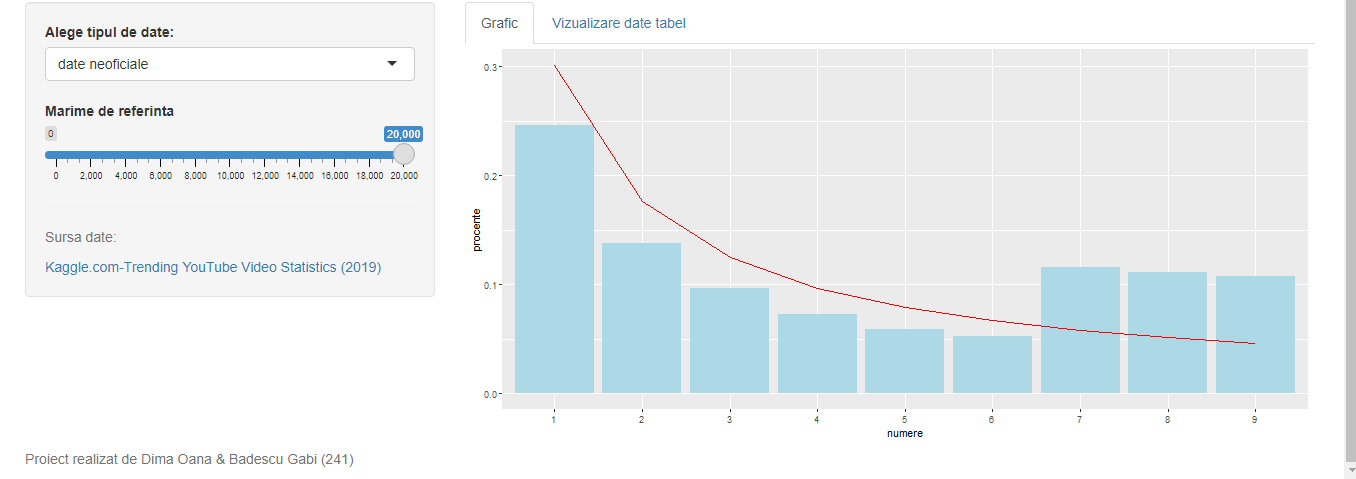 Alege tipul de date:
date neoficiale
Marime de referinta
0 20,000
0 2,000 4,000 6,000 8,000 10,000 12,000 14,000 16,000 18,000 20,000
Sursa date:
Kaggle.com-Trending YouTube Video Statistics (2019)
Grafic Vizualizare date tabel
procente
0.3
0.2
0.1
0.0
1 2 3 4 5 6 7 8 9
numere
Proiect realizat de Dima Oana & Badescu Gabi (241)